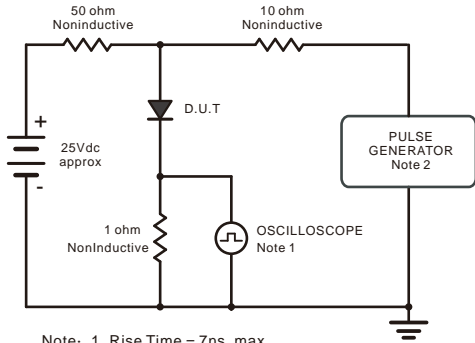 50 ohm
Noninductive
10 ohm
Noninductive
D.U.T
+
25Vdc
approx
-
PULSE
GENERATOR
Note 2
1 ohm
NonInductive
OSCILLOSCOPE
Note 1
Note: 1. Rise Time = 7ns, max.